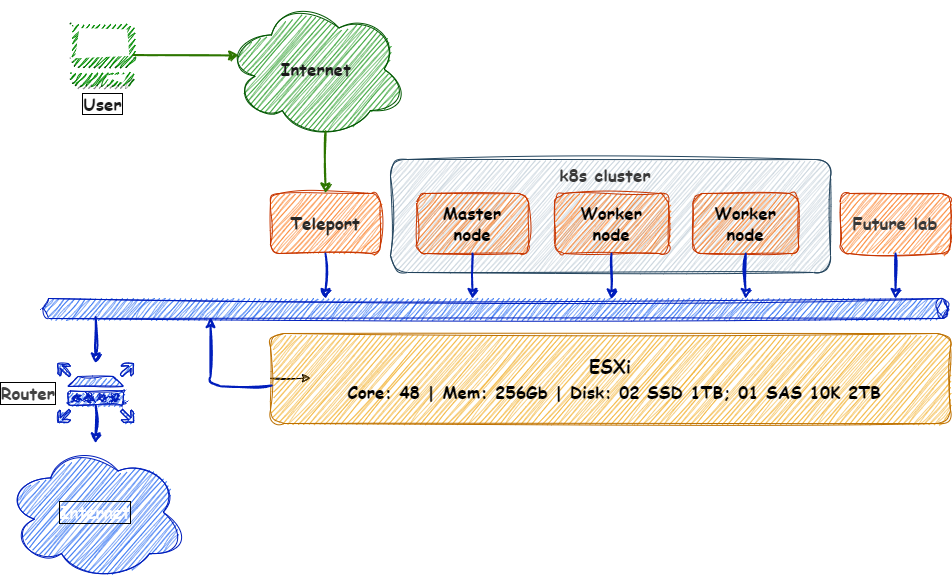 User
Internet
k8s cluster
Teleport
Master
node
Worker
node
Worker
node
Future lab
ESXi
Core: 48 | Mem: 256Gb | Disk: 02 SSD 1TB; 01 SAS 10K 2TB
Router
Internet